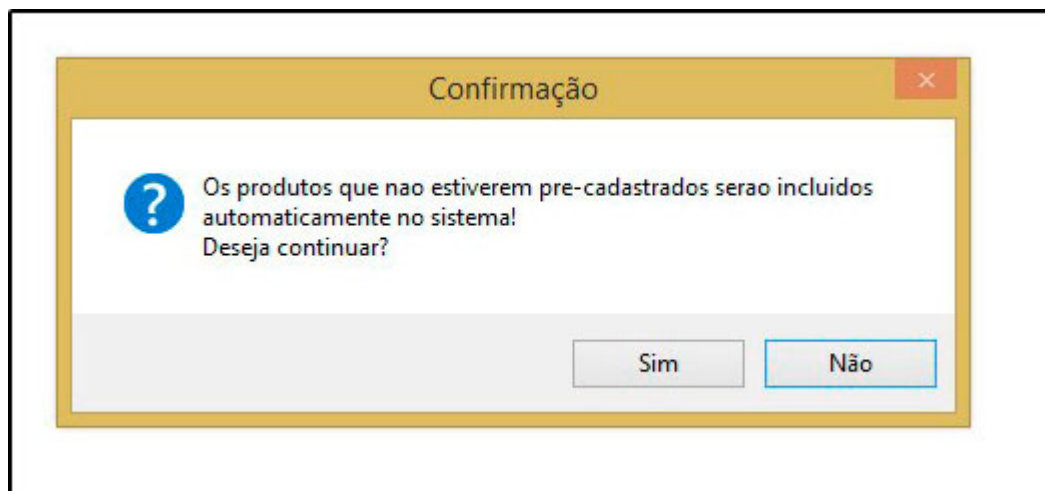 Confirmação
Os produtos que nao estiverem pre-cadastrados serao incluidos
automaticamente no sistema!
Deseja continuar?
Sim
Não